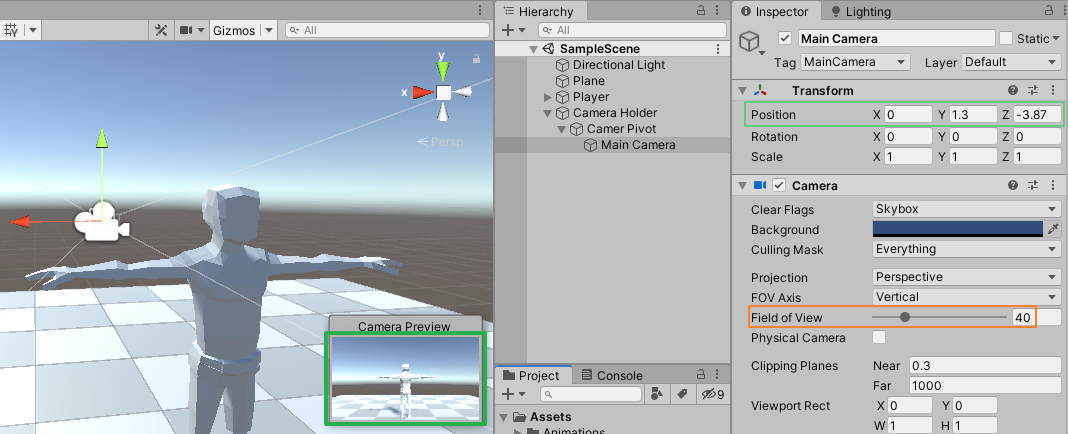 Gizmos
All
y
x
Persp
Camera Preview
Hierarchy
All
SampleScene
Directional Light
Plane
Player
Camera Holder
Camer Pivot
Main Camera
Project
Console
9
Assets
Animations
Inspector
Lighting
Main Camera
Static
Tag MainCamera Layer Default
Transform
Position X 0 Y 1.3 Z -3.87
Rotation X 0 Y 0 Z 0
Scale X 1 Y 1 Z 1
Camera
Clear Flags Skybox
Background
Culling Mask Everything
Projection Perspective
FOV Axis Vertical
Field of View 40
Physical Camera
Clipping Planes Near 0.3
Far 1000
Viewport Rect X 0 Y 0
W 1 H 1